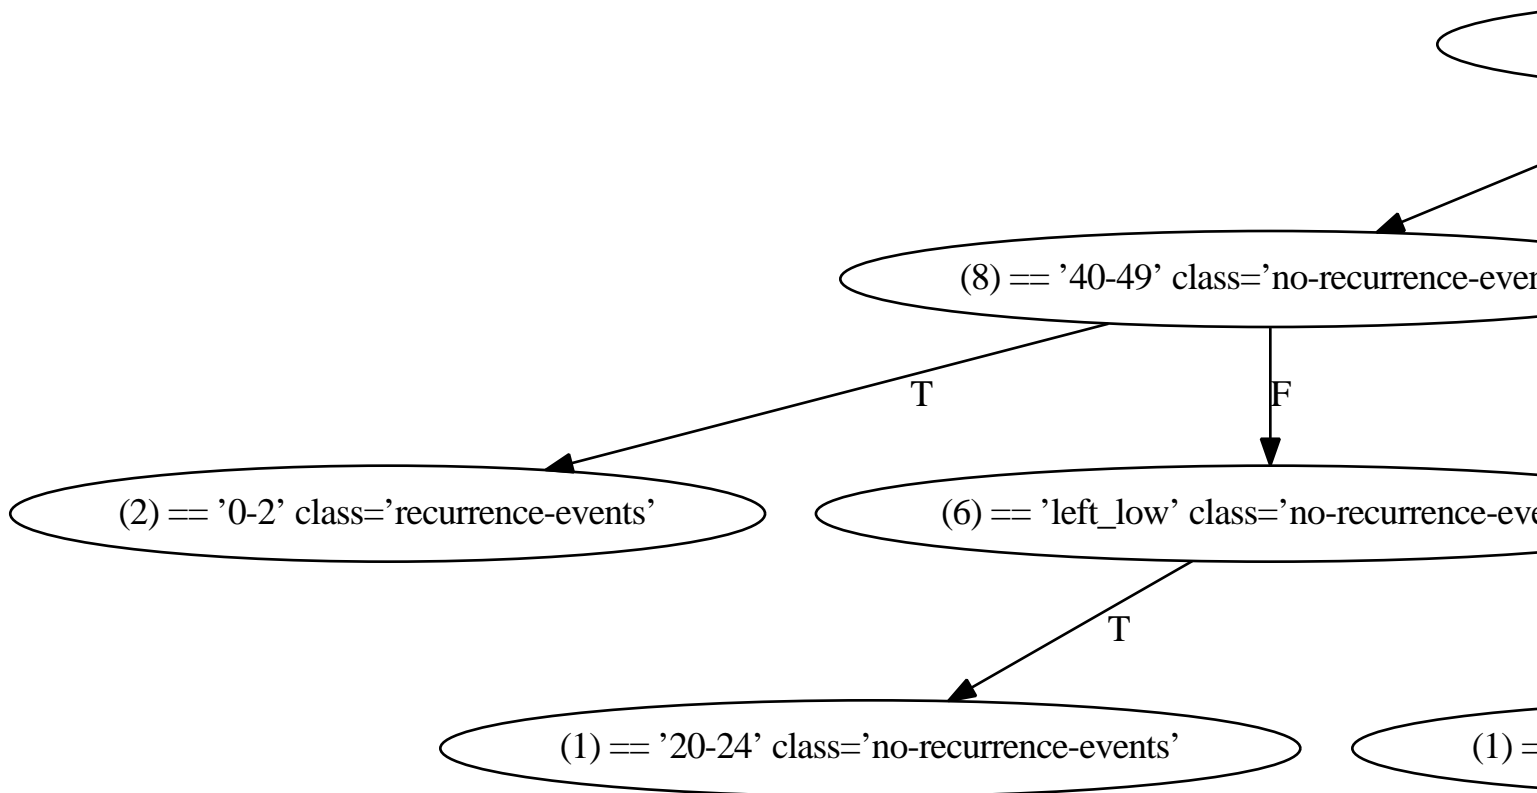 (8) == ’40-49’ class=’no-recurrence-even
T
F
(2) == ’0-2’ class=’recurrence-events’
(6) == ’left_low’ class=’no-recurrence-eve
T
(1) == ’20-24’ class=’no-recurrence-events’
(1) =